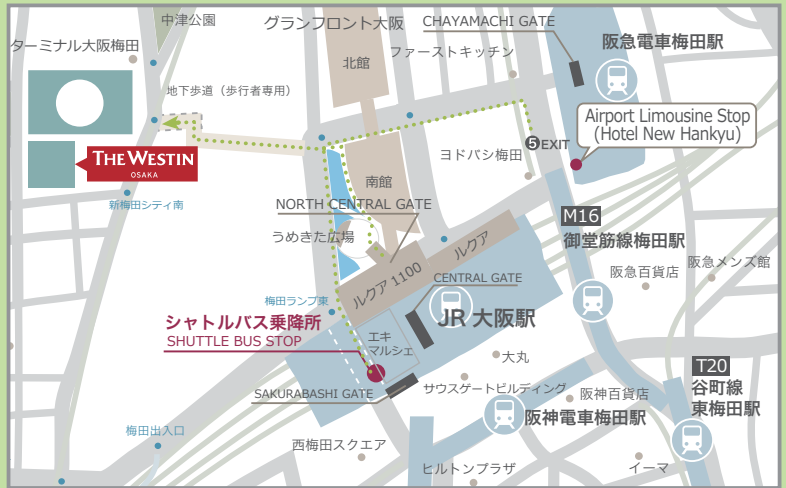 中津公園
グランフロント大阪
CHAYAMACHI GATE
ターミナル大阪梅田
北館
ファーストキッチン
阪急電車梅田駅
地下歩道（歩行者専用）
Airport Limousine Stop
(Hotel New Hankyu)
5EXIT
THE WESTIN
OSAKA
ヨドバシ梅田
南館
新梅田シティ南
NORTH CENTRAL GATE
M16
御堂筋線梅田駅
うめきた広場
ルクア
阪急百貨店
阪急メンズ館
ルクア 1100
CENTRAL GATE
梅田ランプ東
シャトルバス乗降所
SHUTTLE BUS STOP
JR 大阪駅
エキ
マルシェ
大丸
T20
谷町線
東梅田駅
SAKURABASHI GATE
サウスゲートビルディング
阪神百貨店
阪神電車梅田駅
梅田出入口
西梅田スクエア
ヒルトンプラザ
イーマ